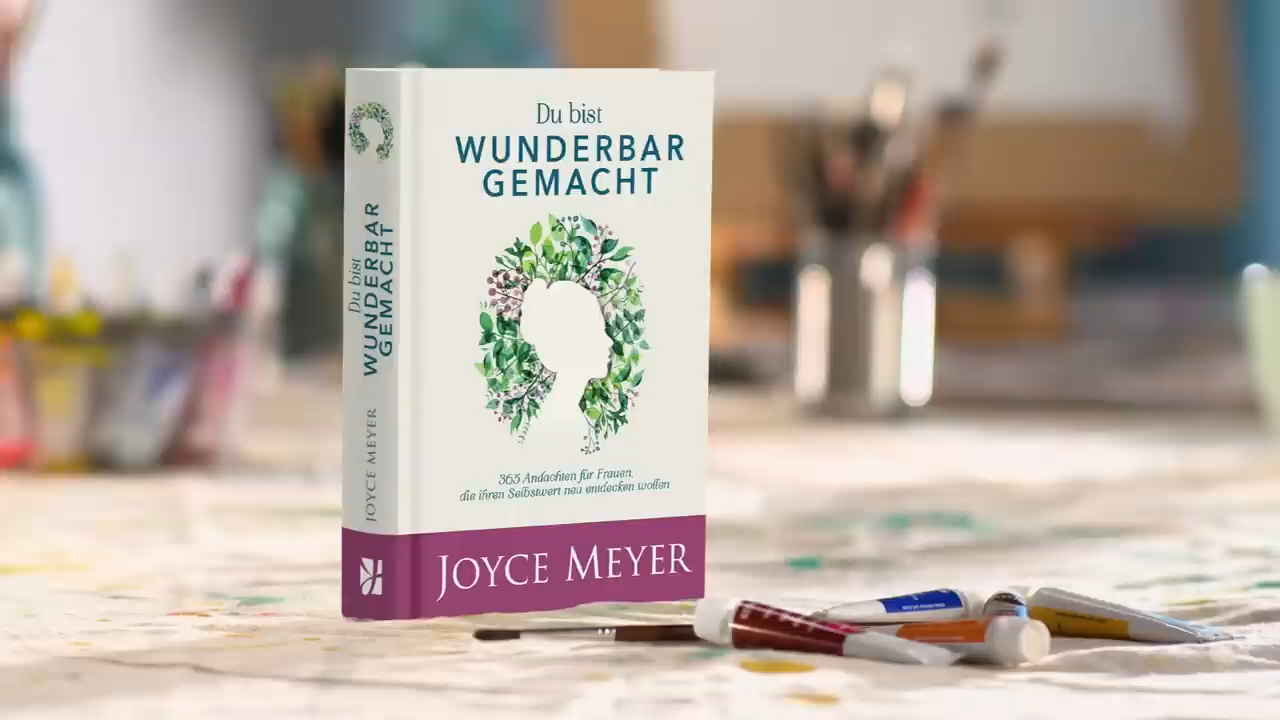 Du bist
WUNDERBAR
GEMACHT
365 Andachten für Frauen,
die ihren Selbstwert neu entdecken wollen
JOYCE MEYER
Du bist
WUNDERBAR
GEMACHT
JOYCE MEYER